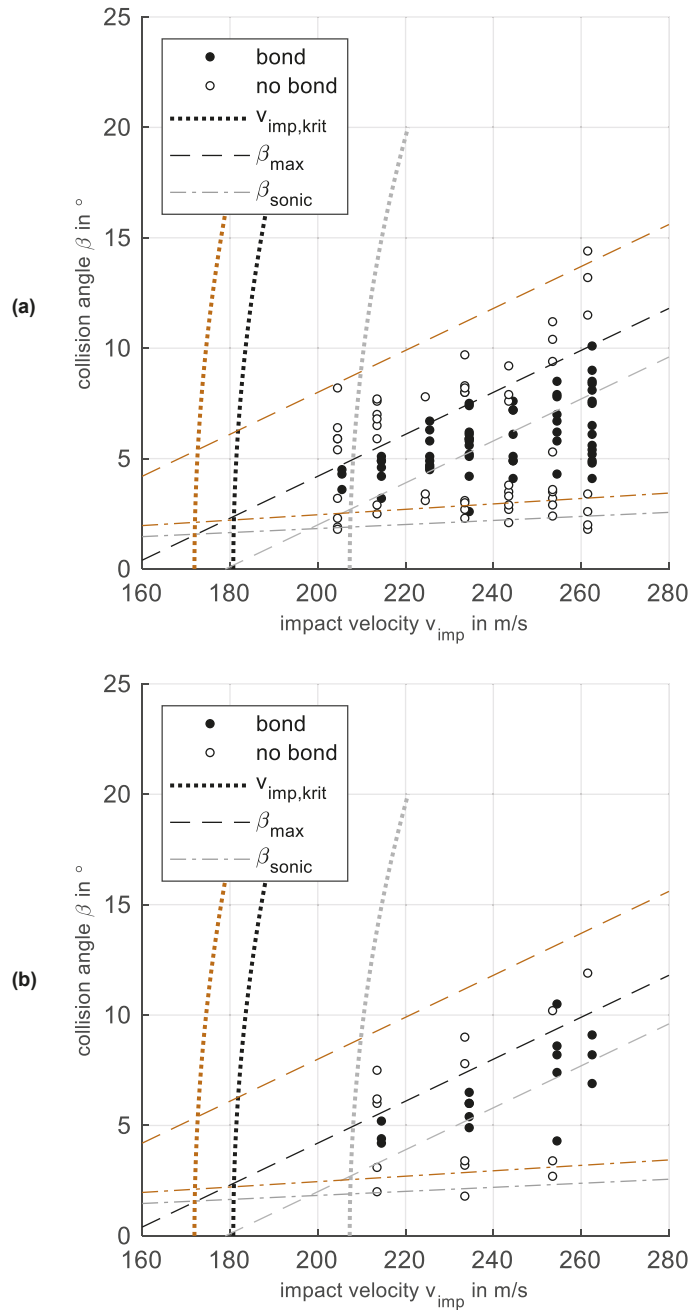 25
bond
no bond
v_imp,krit
β_max
β_sonic
20
15
10
5
0
collision angle β in °
(a)
160 180 200 220 240 260 280
impact velocity v_imp in m/s
25
bond
no bond
v_imp,krit
β_max
β_sonic
20
15
10
5
0
collision angle β in °
(b)
160 180 200 220 240 260 280
impact velocity v_imp in m/s